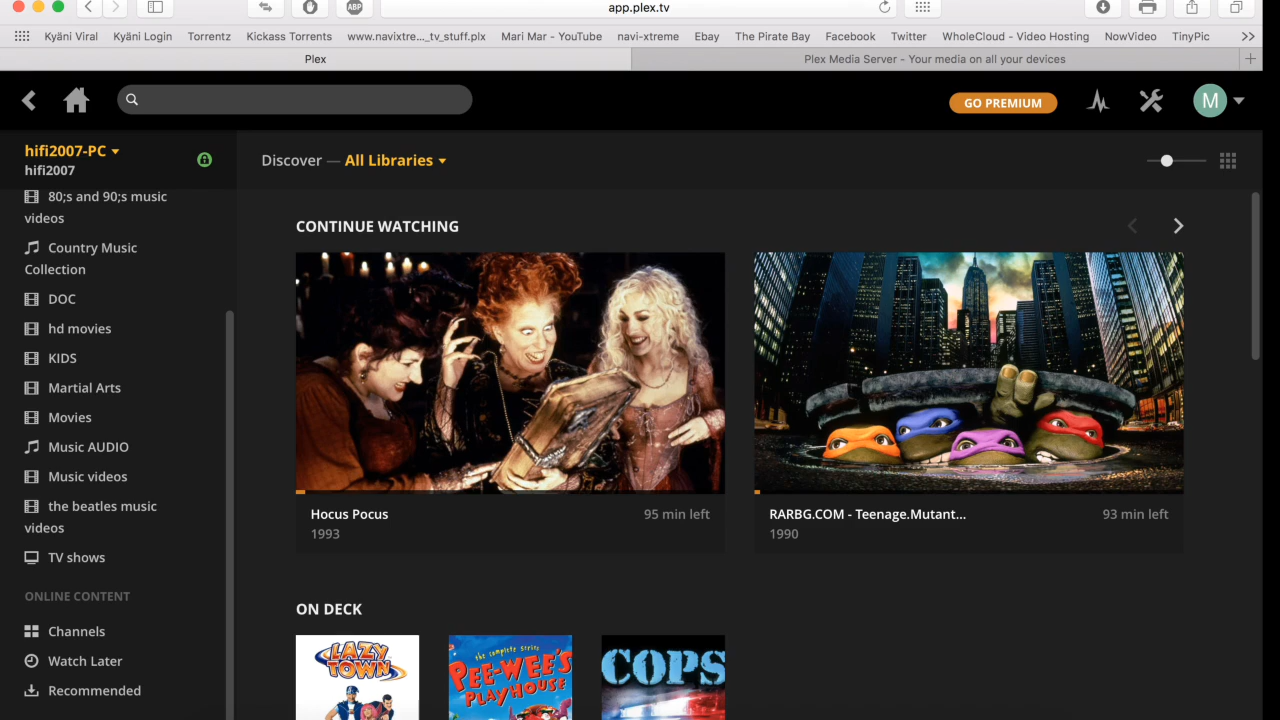 app.plex.tv
ABP
Kyäni Viral Kyäni Login Torrentz Kickass Torrents www.navixtre..._tv_stuff.plx Mari Mar - YouTube navi-xtreme Ebay The Pirate Bay Facebook Twitter WholeCloud - Video Hosting NowVideo TinyPic >>
Plex Plex Media Server - Your media on all your devices
GO PREMIUM M
hifi2007-PC
hifi2007
Discover — All Libraries
80;s and 90;s music
videos
Country Music
Collection
DOC
hd movies
KIDS
Martial Arts
Movies
Music AUDIO
Music videos
the beatles music
videos
TV shows
ONLINE CONTENT
Channels
Watch Later
Recommended
CONTINUE WATCHING
Hocus Pocus 95 min left
1993
RARBG.COM - Teenage.Mutant... 93 min left
1990
ON DECK
LAZY
TOWN
the complete series
PEE-WEE'S
PLAYHOUSE
COPS